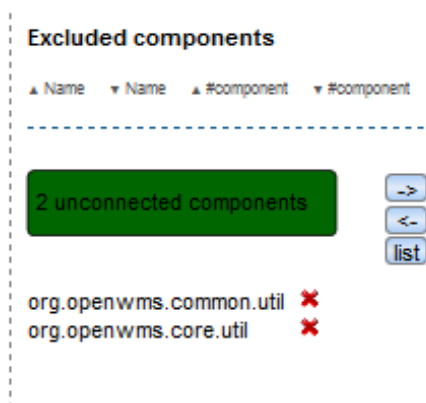 Excluded components
▲ Name ▼ Name ▲ #component ▼ #component
2 unconnected components
->
<-
list
org.openwms.common.util
org.openwms.core.util